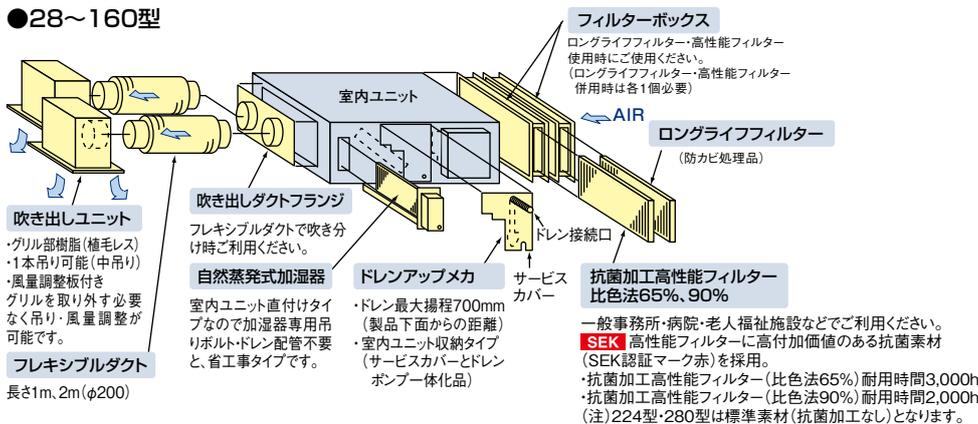 ●28～160型
フィルターボックス
ロングライフフィルター・高性能フィルター
使用時にご使用ください。
(ロングライフフィルター・高性能フィルター
併用時は各1個必要)
室内ユニット
AIR
ロングライフフィルター
(防カビ処理品)
吹き出しユニット
・グリル部樹脂(植毛レス)
・1本吊り可能(中吊り)
・風量調整板付き
グリルを取り外す必要
なく吊り・風量調整が
可能です。
フレキシブルダクト
長さ1m、2m(φ200)
吹き出しダクトフランジ
フレキシブルダクトで吹き分
け時ご利用ください。
自然蒸発式加湿器
室内ユニット直付けタイ
プなので加湿器専用吊
りボルト・ドレン配管不要
と、省工事タイプです。
ドレンアップメカ
・ドレン最大揚程700mm
(製品下面からの距離)
・室内ユニット収納タイプ
(サービスカバーとドレン
ポンプ一体化品)
ドレン接続口
サービス
カバー
抗菌加工高性能フィルター
比色法65%、90%
一般事務所・病院・老人福祉施設などでご利用ください。
SEK 高性能フィルターに高付加価値のある抗菌素材
(SEK認証マーク赤)を採用。
・抗菌加工高性能フィルター(比色法65%)耐用時間3,000h
・抗菌加工高性能フィルター(比色法90%)耐用時間2,000h
(注)224型・280型は標準素材(抗菌加工なし)となります。